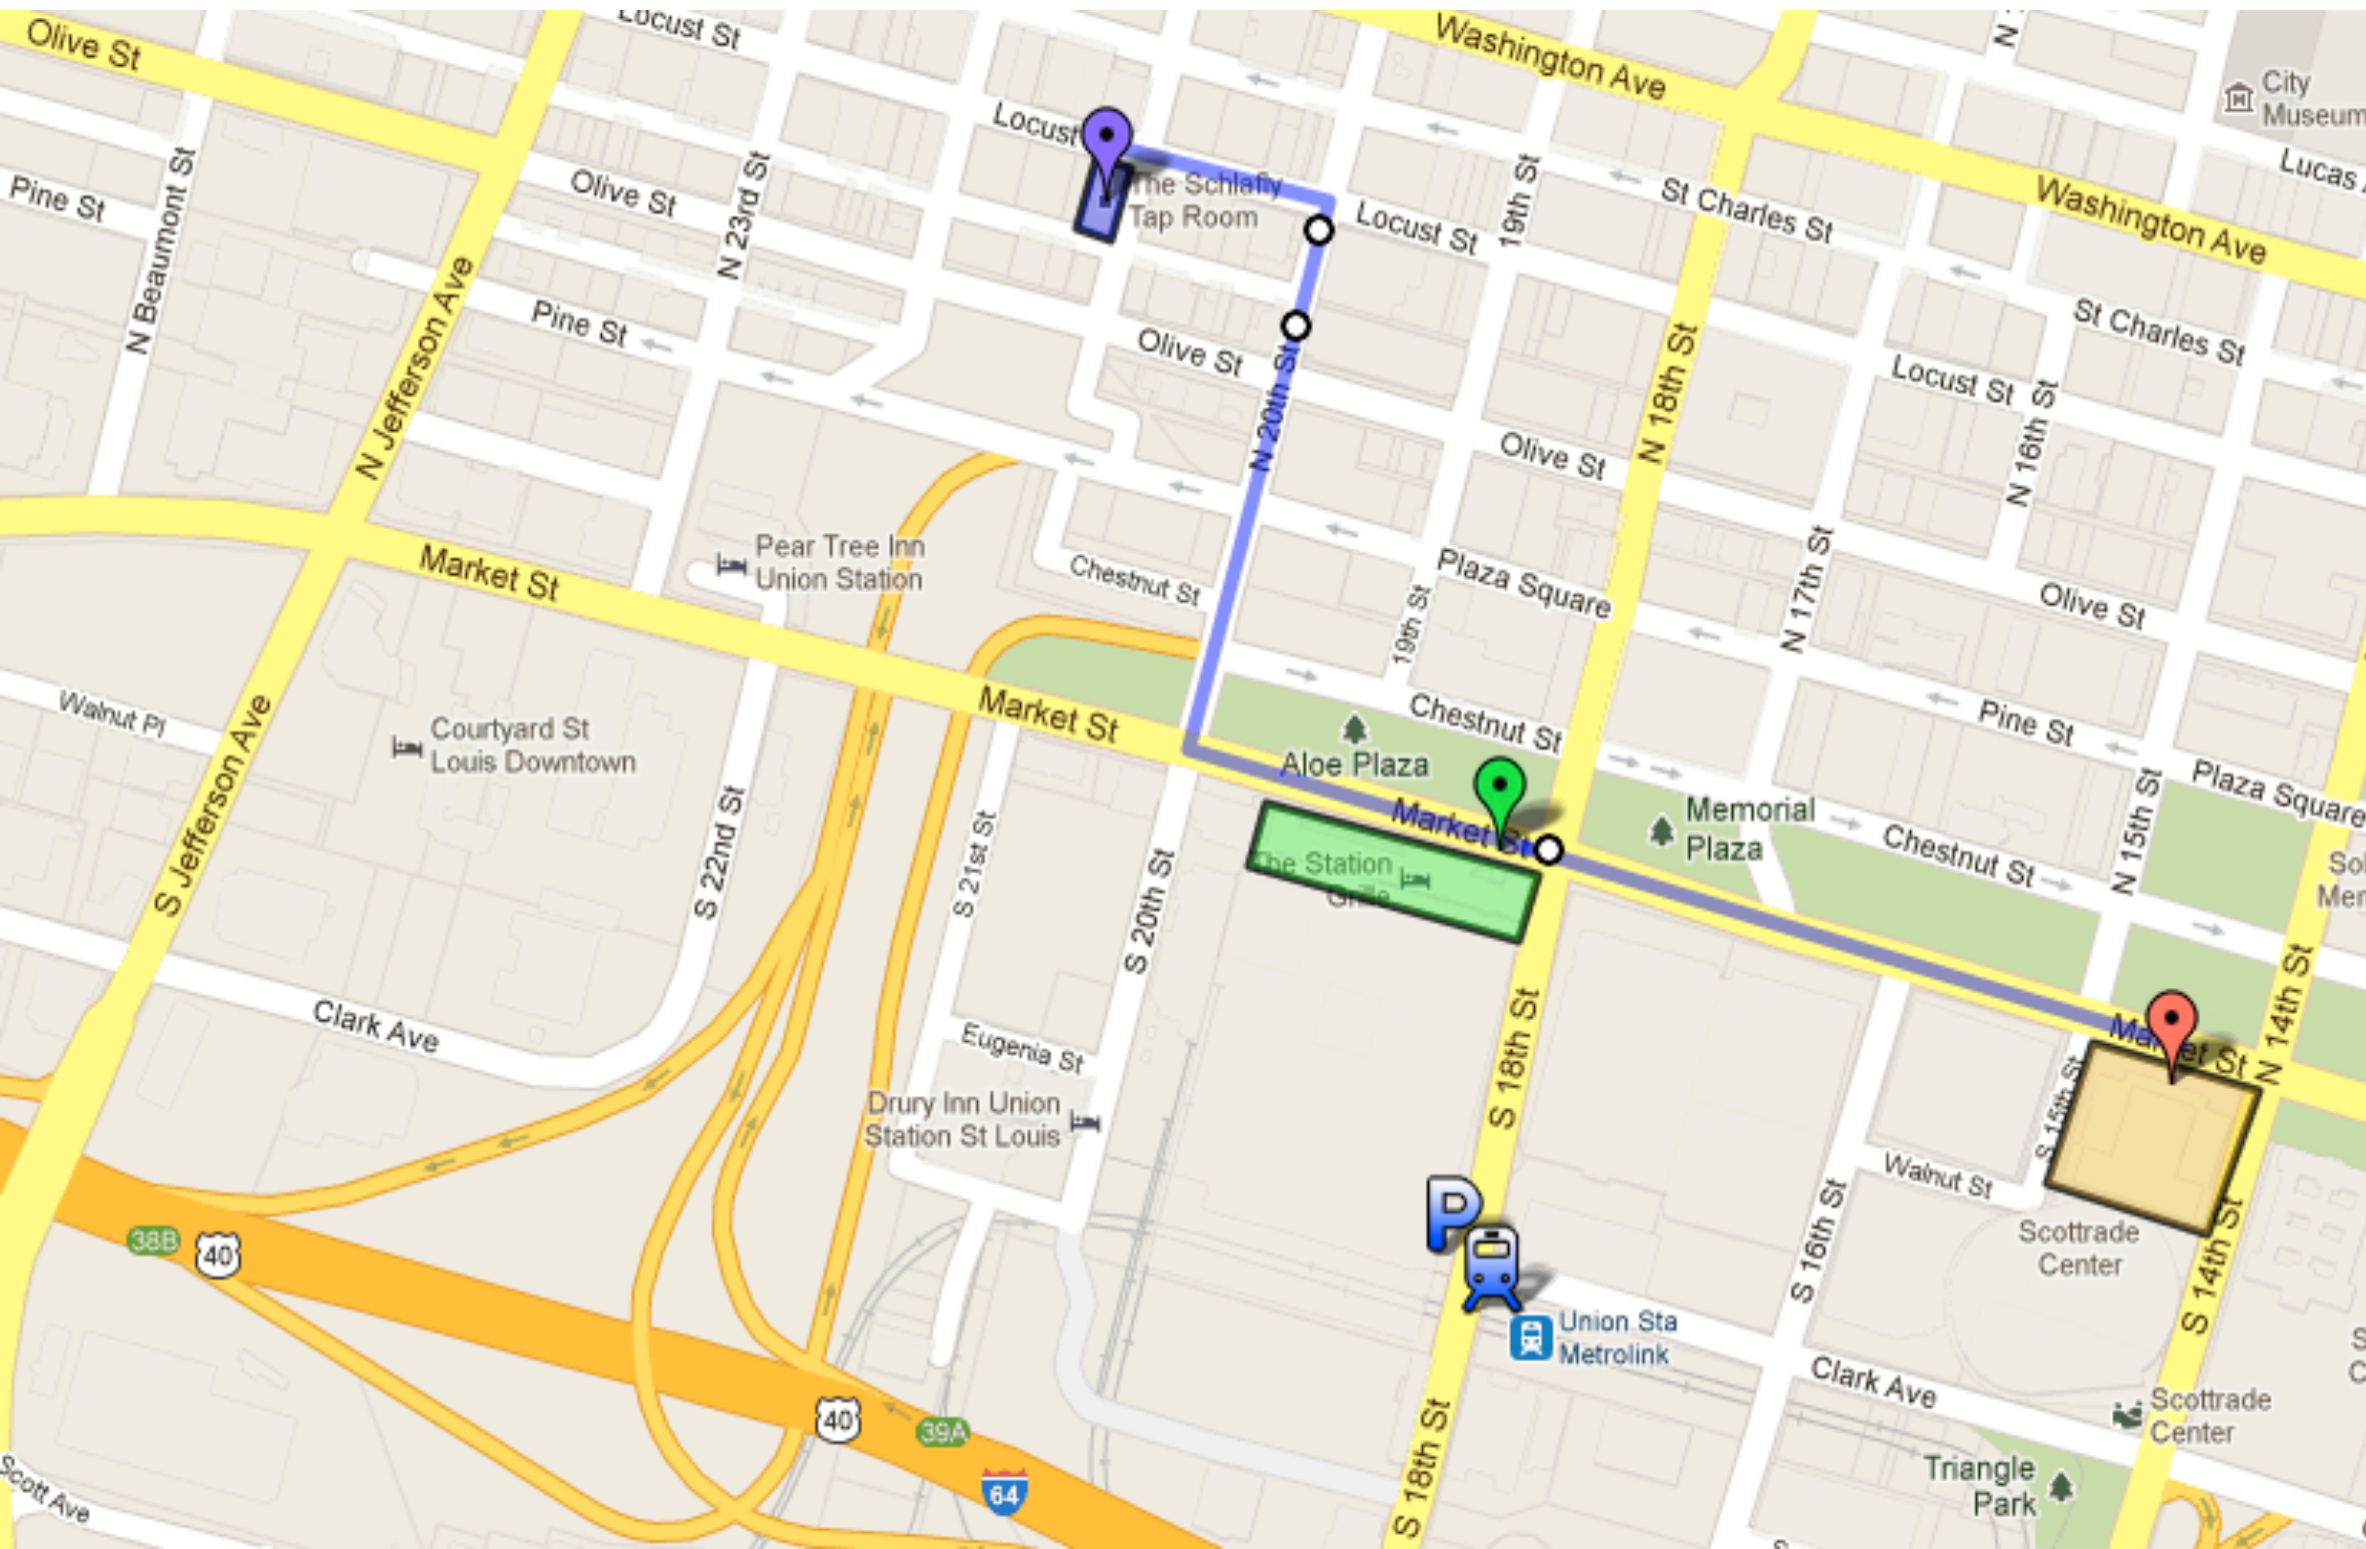 Olive St
Locust St
Washington Ave
N
City
Museum
Lucas
Locust
The Schlafly
Tap Room
Pine St
N Beaumont St
Olive St
N 23rd St
Locust St
19th St
St Charles St
Washington Ave
Pine St
N Jefferson Ave
Olive St
N 20th St
N 18th St
St Charles St
Locust St
N 16th St
Olive St
Pear Tree Inn
Union Station
Market St
Chestnut St
Plaza Square
19th St
N 17th St
Olive St
Walnut Pl
Courtyard St
Louis Downtown
Market St
Aloe Plaza
Chestnut St
Pine St
Plaza Square
N 15th St
S Jefferson Ave
S 22nd St
S 21st St
S 20th St
Market St
The Station
Grille
Memorial
Plaza
Chestnut St
N 14th St
Clark Ave
Eugenia St
Drury Inn Union
Station St Louis
S 18th St
Market St
S 15th St
Walnut St
Scottrade
Center
S 14th St
S 16th St
38B
40
P
Union Sta
Metrolink
Clark Ave
Scottrade
Center
40
39A
64
S 18th St
Triangle
Park
Scott Ave